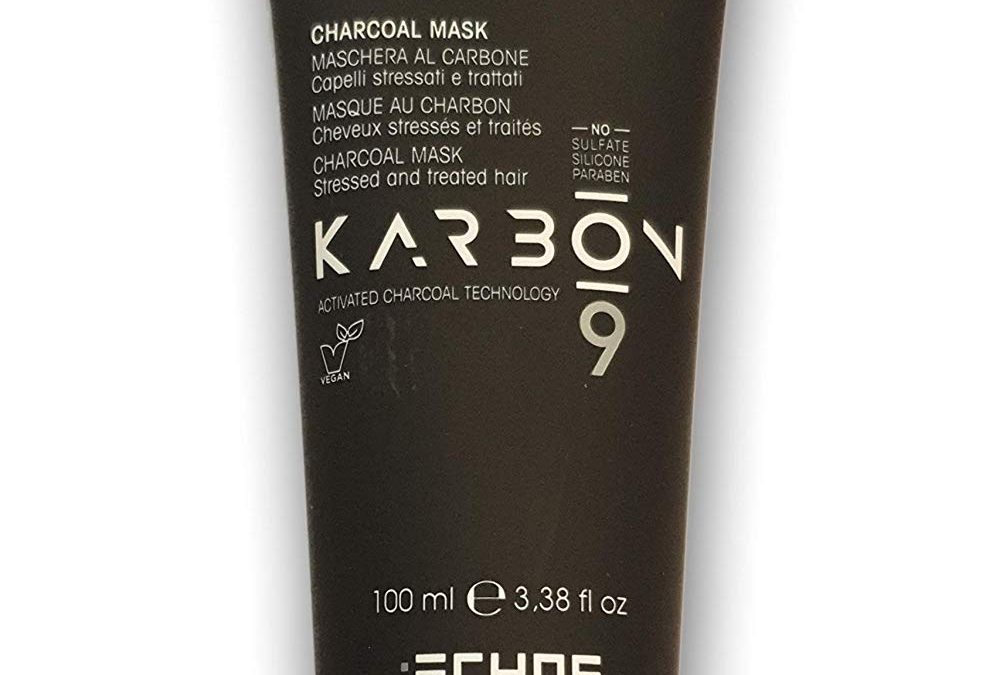 CHARCOAL MASK
MASCHERA AL CARBONE
Capelli stressati e trattati
MASQUE AU CHARBON
Cheveux stressés et traités
CHARCOAL MASK
Stressed and treated hair
NO
SULFATE
SILICONE
PARABEN
KARBON
9
ACTIVATED CHARCOAL TECHNOLOGY
VEGAN
100 ml e 3,38 fl oz
ECHOS